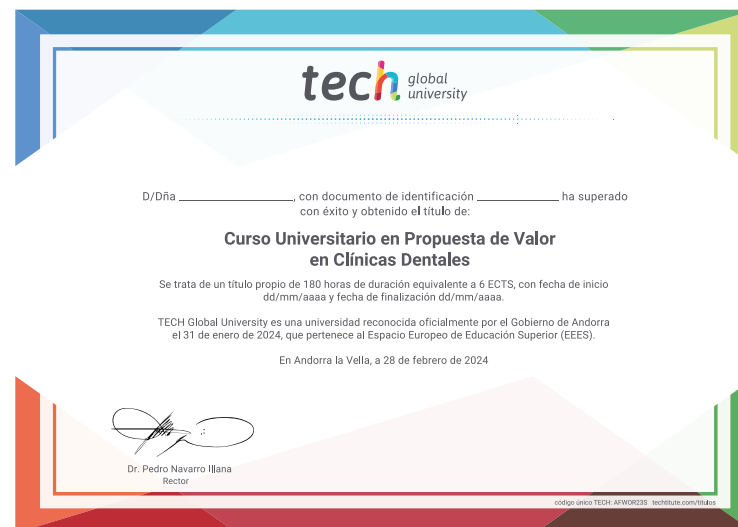 tech global university
D/Dña ______________________, con documento de identificación ________________ ha superado
con éxito y obtenido el título de:
Curso Universitario en Propuesta de Valor
en Clínicas Dentales
Se trata de un título propio de 180 horas de duración equivalente a 6 ECTS, con fecha de inicio
dd/mm/aaaa y fecha de finalización dd/mm/aaaa.
TECH Global University es una universidad reconocida oficialmente por el Gobierno de Andorra
el 31 de enero de 2024, que pertenece al Espacio Europeo de Educación Superior (EEES).
En Andorra la Vella, a 28 de febrero de 2024
Dr. Pedro Navarro Illana
Rector
código único TECH: AFWOR23S techtitute.com/titulos